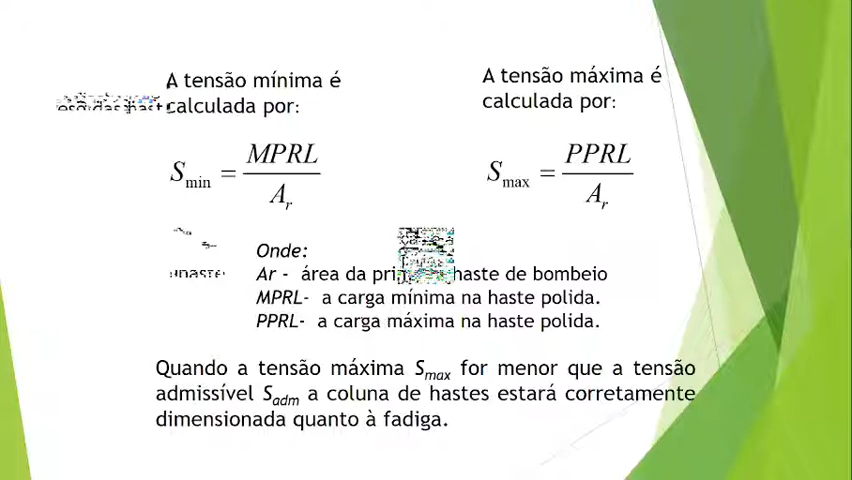 A tensão mínima é
calculada por:
S_min = MPRL / A_r
A tensão máxima é
calculada por:
S_max = PPRL / A_r
Onde:
Ar - área da haste de bombeio
MPRL- a carga mínima na haste polida.
PPRL- a carga máxima na haste polida.
Quando a tensão máxima S_max for menor que a tensão
admissível S_adm a coluna de hastes estará corretamente
dimensionada quanto à fadiga.